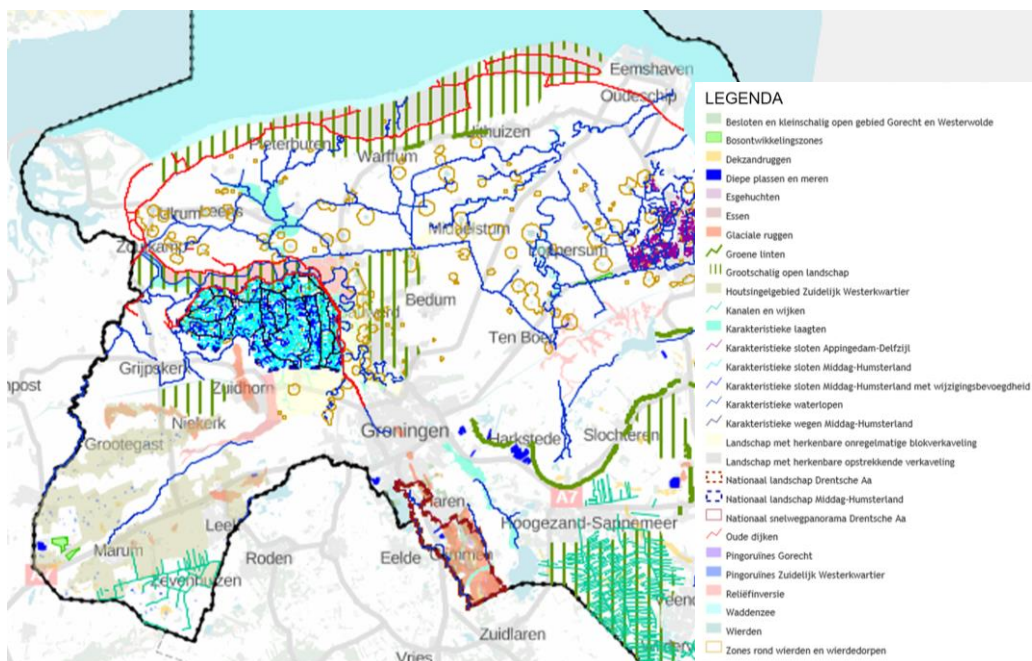 Eemshaven
Oudeschip
Uithuizen
Pieterburen
Warffum
Ulrum Leens
Zoutkamp
Middelstum
Loppersum
Bedum
Ten Boer
Grijpskerk
Zuidhorn
Niekerk
Grootegast
Groningen
Harkstede
Slochteren
A7
Hoogezand-Sappemeer
Leek
Marum
Roden
Eelde
Zevenhuizen
A7
Zuidlaren
Vries
LEGENDA
Besloten en kleinschalig open gebied Gorecht en Westerwolde
Bosontwikkelingszones
Dekzandruggen
Diepe plassen en meren
Esgehuchten
Essen
Glaciale ruggen
Groene linten
Grootschalig open landschap
Houtsingelgebied Zuidelijk Westerkwartier
Kanalen en wijken
Karakteristieke laagten
Karakteristieke sloten Appingedam-Delfzijl
Karakteristieke sloten Middag-Humsterland
Karakteristieke sloten Middag-Humsterland met wijzigingsbevoegdheid
Karakteristieke waterlopen
Karakteristieke wegen Middag-Humsterland
Landschap met herkenbare onregelmatige blokverkaveling
Landschap met herkenbare opstrekkende verkaveling
Nationaal landschap Drentsche Aa
Nationaal landschap Middag-Humsterland
Nationaal snelwegpanorama Drentsche Aa
Oude dijken
Pingoruïnes Gorecht
Pingoruïnes Zuidelijk Westerkwartier
Reliëfinversie
Waddenzee
Wierden
Zones rond wierden en wierdedorpen